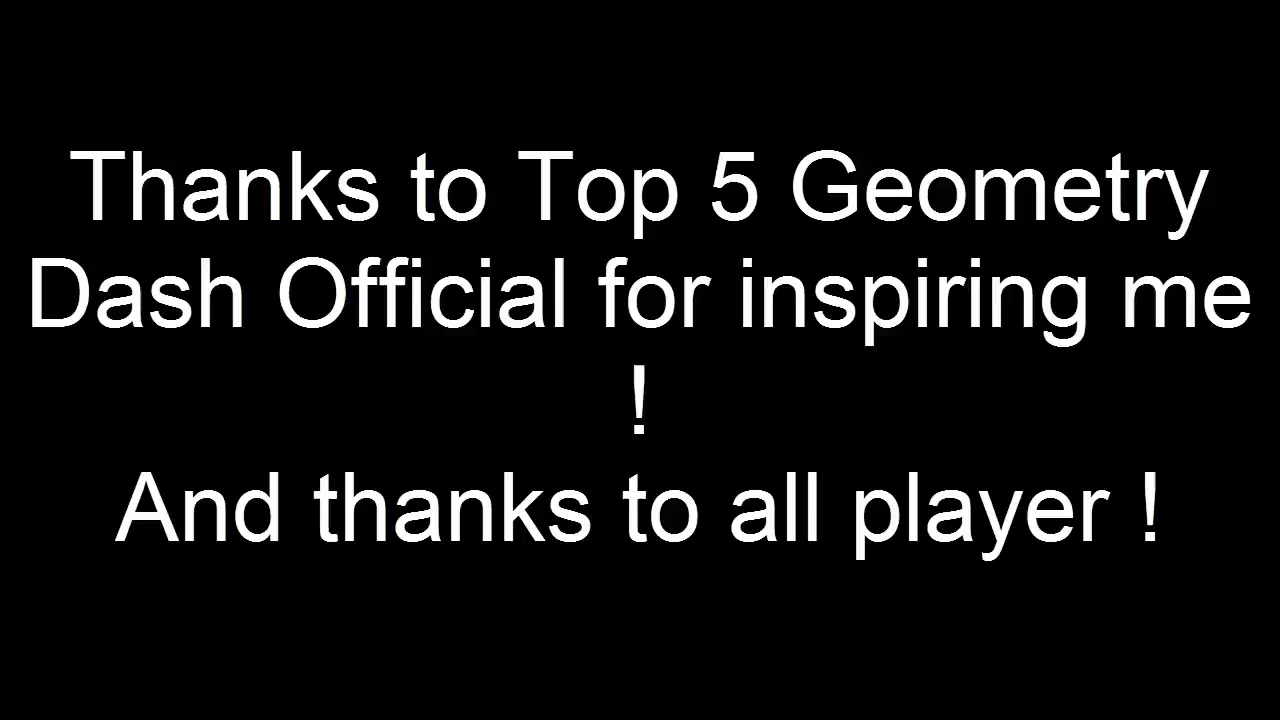 Thanks to Top 5 Geometry
Dash Official for inspiring me
!
And thanks to all player !